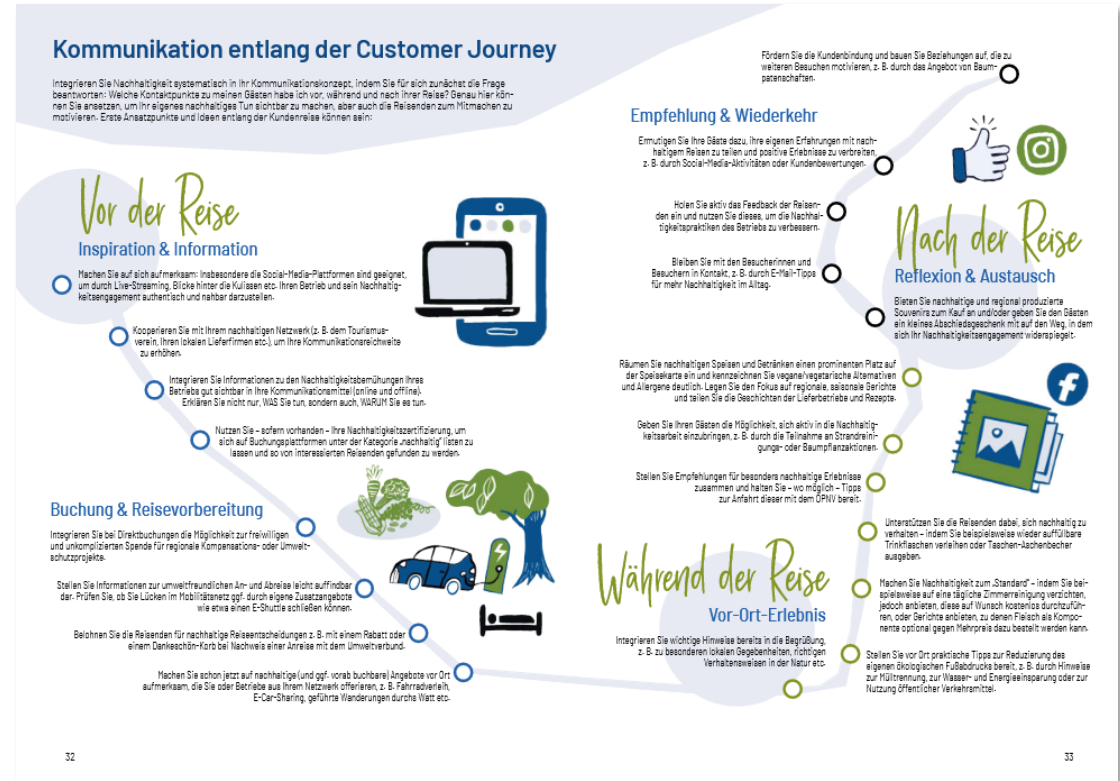 Kommunikation entlang der Customer Journey
Integrieren Sie Nachhaltigkeit systematisch in Ihr Kommunikationskonzept, indem Sie für sich zunächst die Frage
beantworten: Welche Kontaktpunkte zu meinen Gästen habe ich vor, während und nach ihrer Reise? Genau hier kön-
nen Sie ansetzen, um Ihr eigenes nachhaltiges Tun sichtbar zu machen, aber auch die Reisenden zum Mitmachen zu
motivieren. Erste Ansatzpunkte und Ideen entlang der Kundenreise können sein:
Vor der Reise
Inspiration & Information
Machen Sie auf sich aufmerksam: Insbesondere die Social-Media-Plattformen sind geeignet,
um durch Live-Streaming, Blicke hinter die Kulissen etc. Ihren Betrieb und sein Nachhaltig-
keitsengagement authentisch und nahbar darzustellen.
Kooperieren Sie mit Ihrem nachhaltigen Netzwerk (z. B. dem Tourismus-
verein, Ihren lokalen Lieferfirmen etc.), um Ihre Kommunikationsreichweite
zu erhöhen.
Integrieren Sie Informationen zu den Nachhaltigkeitsbemühungen Ihres
Betriebs gut sichtbar in Ihre Kommunikationsmittel (online und offline).
Erklären Sie nicht nur, WAS Sie tun, sondern auch, WARUM Sie es tun.
Nutzen Sie – sofern vorhanden – Ihre Nachhaltigkeitszertifizierung, um
sich auf Buchungsplattformen unter der Kategorie „nachhaltig" listen zu
lassen und so von interessierten Reisenden gefunden zu werden.
Buchung & Reisevorbereitung
Integrieren Sie bei Direktbuchungen die Möglichkeit zur freiwilligen
und unkomplizierten Spende für regionale Kompensations- oder Umwelt-
schutzprojekte.
Stellen Sie Informationen zur umweltfreundlichen An- und Abreise leicht auffindbar
dar. Prüfen Sie, ob Sie Lücken im Mobilitätsnetz ggf. durch eigene Zusatzangebote
wie etwa einen E-Shuttle schließen können.
Belohnen Sie die Reisenden für nachhaltige Reiseentscheidungen z. B. mit einem Rabatt oder
einem Dankeschön-Korb bei Nachweis einer Anreise mit dem Umweltverbund.
Machen Sie schon jetzt auf nachhaltige (und ggf. vorab buchbare) Angebote vor Ort
aufmerksam, die Sie oder Betriebe aus Ihrem Netzwerk offerieren, z. B. Fahrradverleih,
E-Car-Sharing, geführte Wanderungen durchs Watt etc.
32
Fördern Sie die Kundenbindung und bauen Sie Beziehungen auf, die zu
weiteren Besuchen motivieren, z. B. durch das Angebot von Baum-
patenschaften.
Empfehlung & Wiederkehr
Ermutigen Sie Ihre Gäste dazu, ihre eigenen Erfahrungen mit nach-
haltigem Reisen zu teilen und positive Erlebnisse zu verbreiten,
z. B. durch Social-Media-Aktivitäten oder Kundenbewertungen.
Holen Sie aktiv das Feedback der Reisen-
den ein und nutzen Sie dieses, um die Nachhal-
tigkeitspraktiken des Betriebs zu verbessern.
Bleiben Sie mit den Besucherinnen und
Besuchern in Kontakt, z. B. durch E-Mail-Tipps
für mehr Nachhaltigkeit im Alltag.
Nach der Reise
Reflexion & Austausch
Bieten Sie nachhaltige und regional produzierte
Souvenirs zum Kauf an und/oder geben Sie den Gästen
ein kleines Abschiedsgeschenk mit auf den Weg, in dem
sich Ihr Nachhaltigkeitsengagement widerspiegelt.
Räumen Sie nachhaltigen Speisen und Getränken einen prominenten Platz auf
der Speisekarte ein und kennzeichnen Sie vegane/vegetarische Alternativen
und Allergene deutlich. Legen Sie den Fokus auf regionale, saisonale Gerichte
und teilen Sie die Geschichten der Lieferbetriebe und Rezepte.
Geben Sie Ihren Gästen die Möglichkeit, sich aktiv in die Nachhaltig-
keitsarbeit einzubringen, z. B. durch die Teilnahme an Strandreini-
gungs- oder Baumpflanzaktionen.
Stellen Sie Empfehlungen für besonders nachhaltige Erlebnisse
zusammen und halten Sie – wo möglich – Tipps
zur Anfahrt dieser mit dem ÖPNV bereit.
Unterstützen Sie die Reisenden dabei, sich nachhaltig zu
verhalten – indem Sie beispielsweise wieder auffüllbare
Trinkflaschen verleihen oder Taschen-Aschenbecher
ausgeben.
Während der Reise
Vor-Ort-Erlebnis
Machen Sie Nachhaltigkeit zum „Standard" – indem Sie bei-
spielsweise auf eine tägliche Zimmerreinigung verzichten,
jedoch anbieten, diese auf Wunsch kostenlos durchzufüh-
ren, oder Gerichte anbieten, zu denen Fleisch als Kompo-
nente optional gegen Mehrpreis dazu bestellt werden kann.
Integrieren Sie wichtige Hinweise bereits in die Begrüßung,
z. B. zu besonderen lokalen Gegebenheiten, richtigen
Verhaltensweisen in der Natur etc.
Stellen Sie vor Ort praktische Tipps zur Reduzierung des
eigenen ökologischen Fußabdrucks bereit, z. B. durch Hinweise
zur Mülltrennung, zur Wasser- und Energieeinsparung oder zur
Nutzung öffentlicher Verkehrsmittel.
33